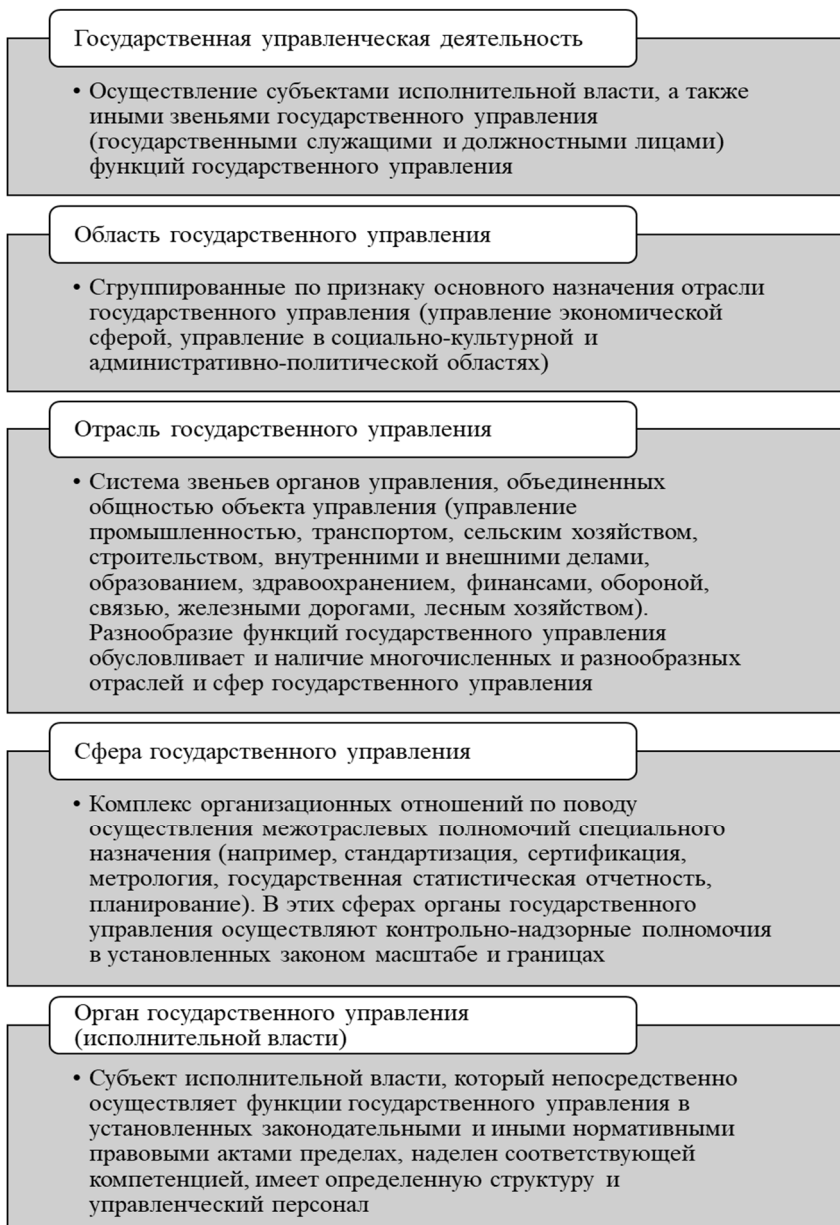 Государственная управленческая деятельность
• Осуществление субъектами исполнительной власти, а также
иными звеньями государственного управления
(государственными служащими и должностными лицами)
функций государственного управления
Область государственного управления
• Сгруппированные по признаку основного назначения отрасли
государственного управления (управление экономической
сферой, управление в социально-культурной и
административно-политической областях)
Отрасль государственного управления
• Система звеньев органов управления, объединенных
общностью объекта управления (управление
промышленностью, транспортом, сельским хозяйством,
строительством, внутренними и внешними делами,
образованием, здравоохранением, финансами, обороной,
связью, железными дорогами, лесным хозяйством).
Разнообразие функций государственного управления
обусловливает и наличие многочисленных и разнообразных
отраслей и сфер государственного управления
Сфера государственного управления
• Комплекс организационных отношений по поводу
осуществления межотраслевых полномочий специального
назначения (например, стандартизация, сертификация,
метрология, государственная статистическая отчетность,
планирование). В этих сферах органы государственного
управления осуществляют контрольно-надзорные полномочия
в установленных законом масштабе и границах
Орган государственного управления
(исполнительной власти)
• Субъект исполнительной власти, который непосредственно
осуществляет функции государственного управления в
установленных законодательными и иными нормативными
правовыми актами пределах, наделен соответствующей
компетенцией, имеет определенную структуру и
управленческий персонал